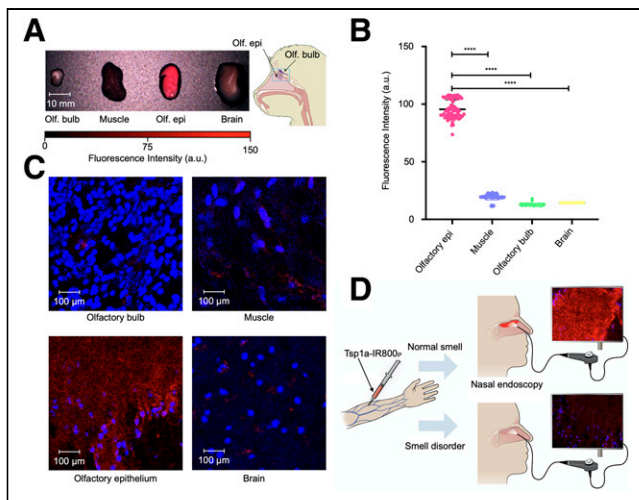 A
Olf. epi
Olf. bulb
10 mm
Olf. bulb
Muscle
Olf. epi
Brain
0
75
150
Fluorescence Intensity (a.u.)
B
Fluorescence Intensity (a.u.)
150
100
50
0
****
****
****
Olfactory epi
Muscle
Olfactory bulb
Brain
C
100 µm
Olfactory bulb
100 µm
Muscle
100 µm
Olfactory epithelium
100 µm
Brain
D
Tsp1a-IR800P
Normal smell
Nasal endoscopy
Smell disorder